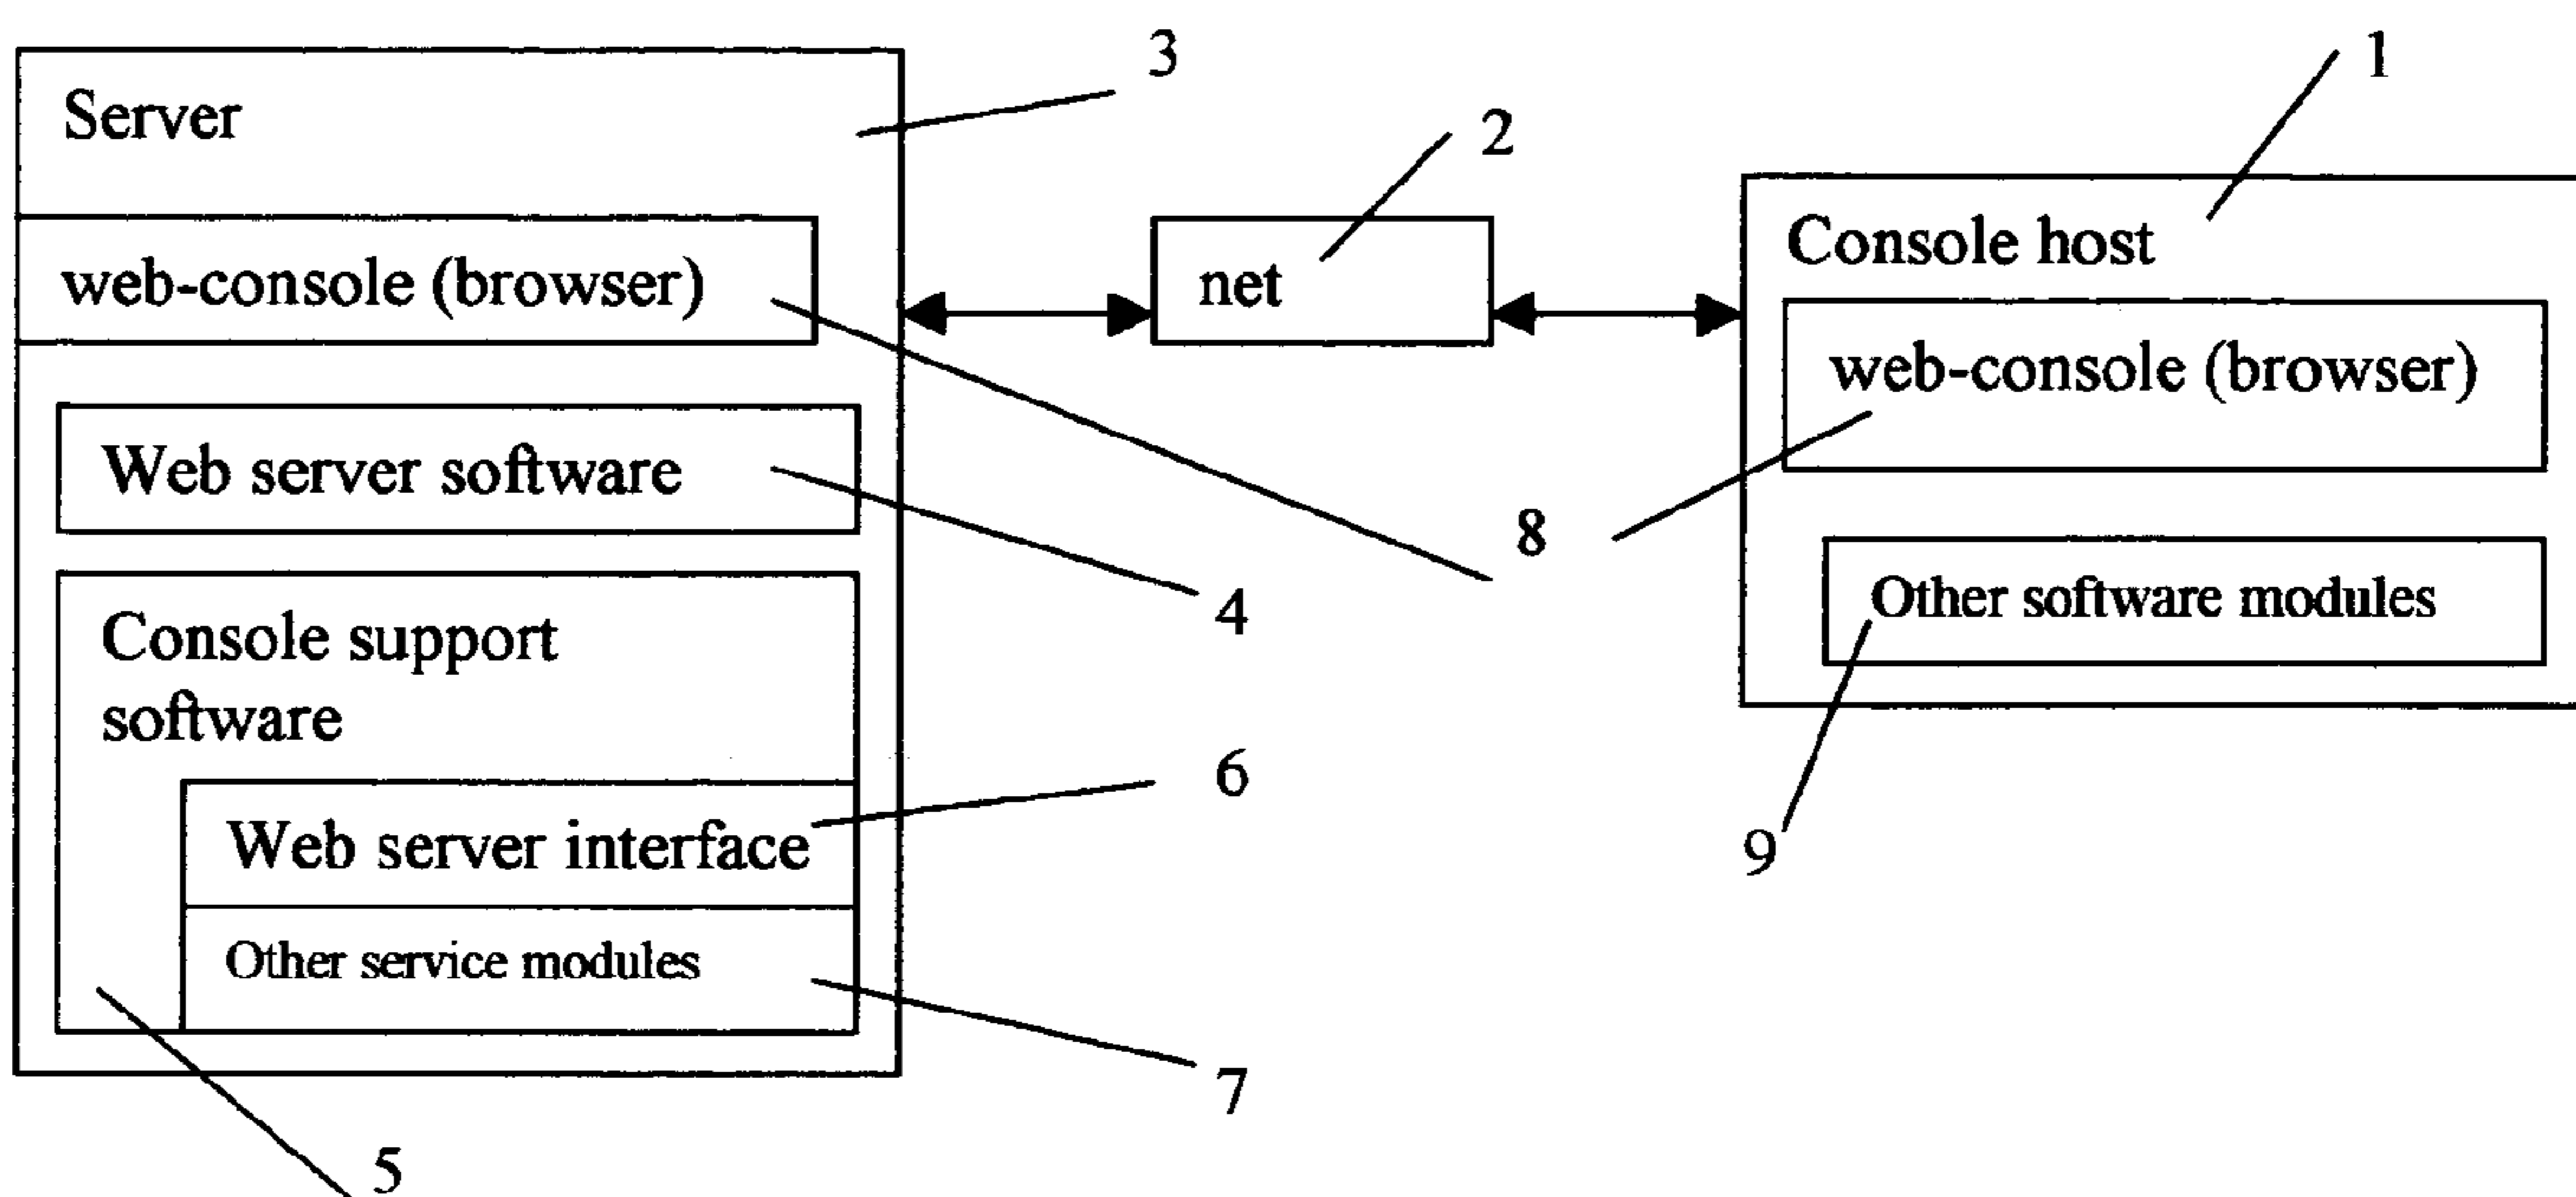 Server
3
web-console (browser)
Web server software
4
Console support
software
Web server interface
6
Other service modules
7
5
net
2
8
Console host
1
web-console (browser)
Other software modules
9